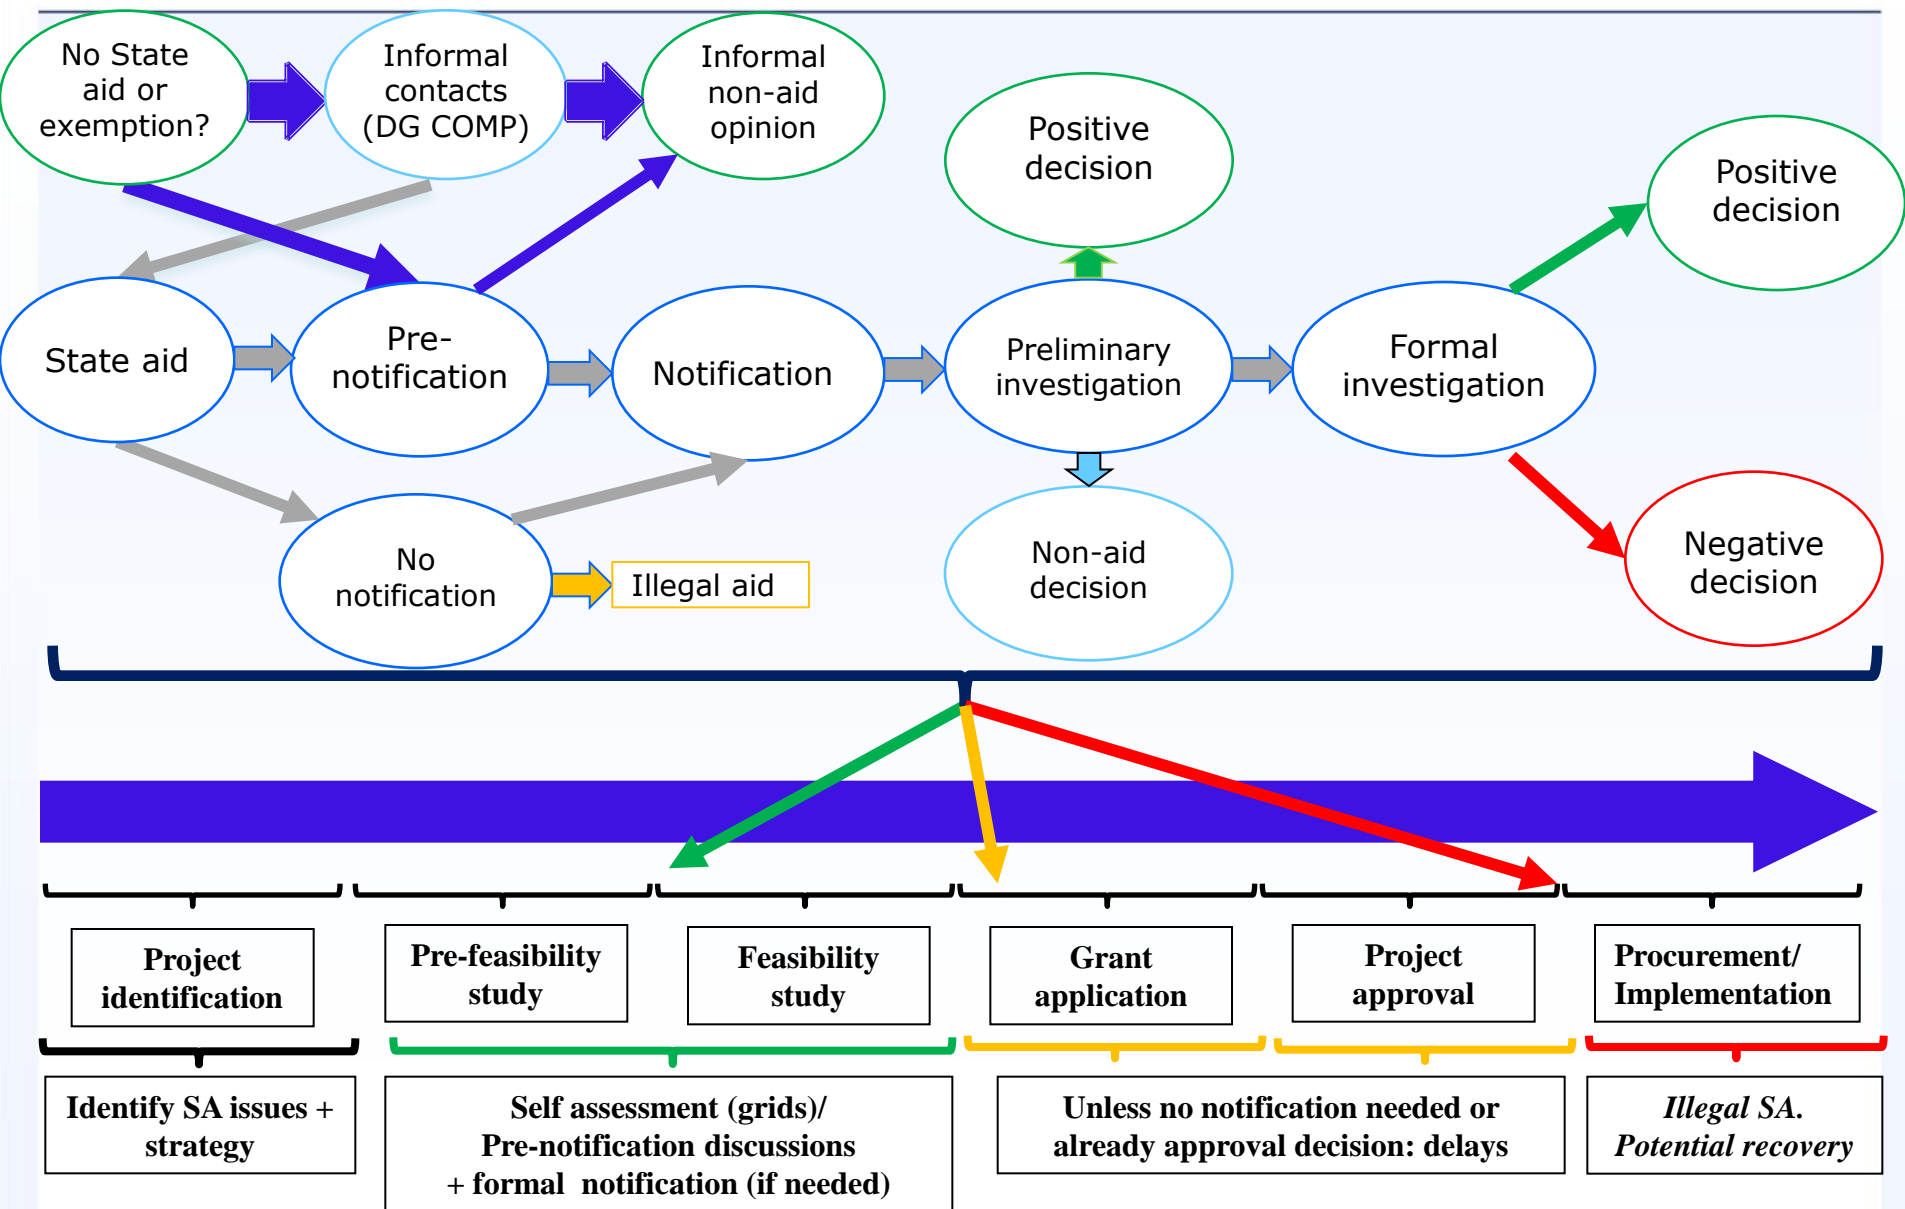 No State
aid or
exemption?
Informal
contacts
(DG COMP)
Informal
non-aid
opinion
Positive
decision
Positive
decision
State aid
Pre-
notification
Notification
Preliminary
investigation
Formal
investigation
No
notification
Illegal aid
Non-aid
decision
Negative
decision
Project
identification
Pre-feasibility
study
Feasibility
study
Grant
application
Project
approval
Procurement/
Implementation
Identify SA issues +
strategy
Self assessment (grids)/
Pre-notification discussions
+ formal notification (if needed)
Unless no notification needed or
already approval decision: delays
Illegal SA.
Potential recovery